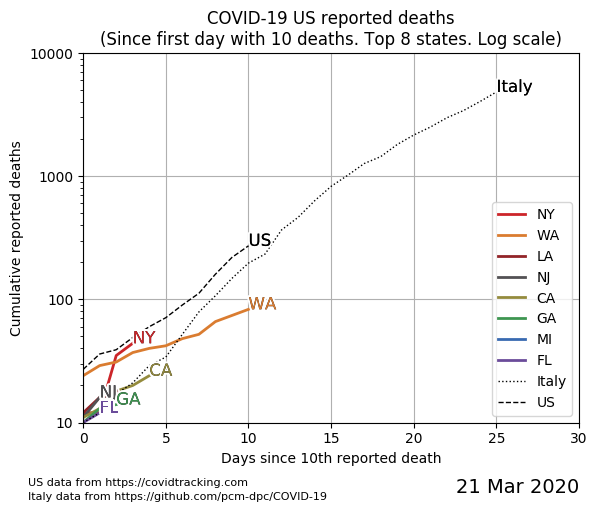 COVID-19 US reported deaths
(Since first day with 10 deaths. Top 8 states. Log scale)
10000
1000
100
10
Cumulative reported deaths
Italy
US
WA
NY
CA
NJ
GA
FL
NY
WA
LA
NJ
CA
GA
MI
FL
Italy
US
0 5 10 15 20 25 30
Days since 10th reported death
US data from https://covidtracking.com
Italy data from https://github.com/pcm-dpc/COVID-19
21 Mar 2020